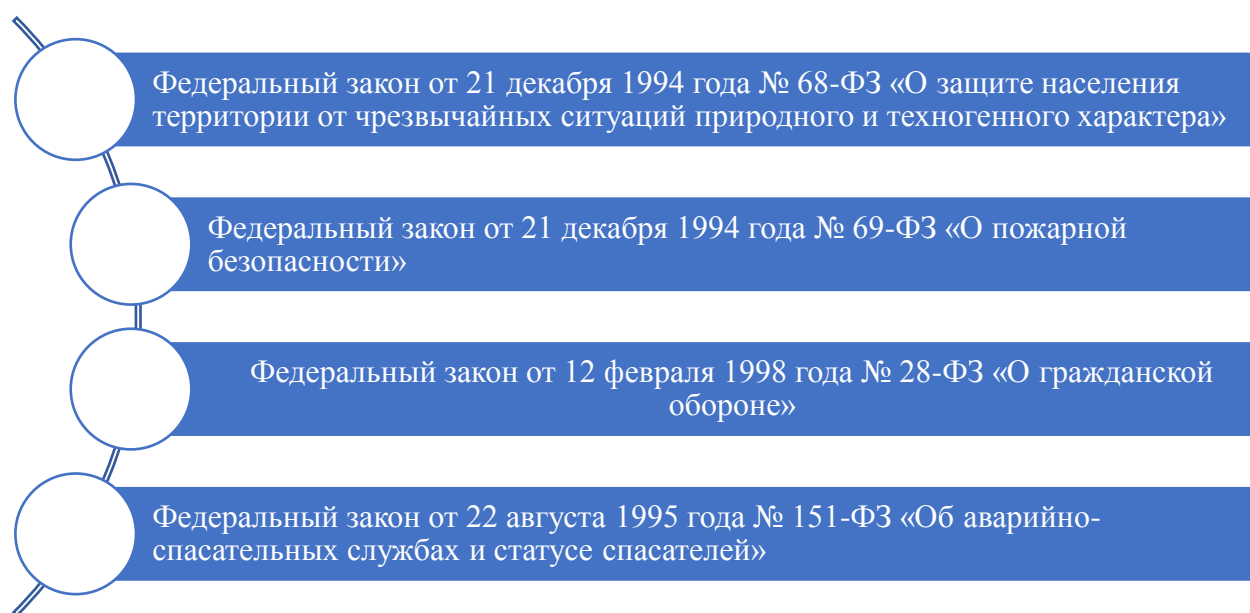 Федеральный закон от 21 декабря 1994 года № 68-ФЗ «О защите населения
территории от чрезвычайных ситуаций природного и техногенного характера»
Федеральный закон от 21 декабря 1994 года № 69-ФЗ «О пожарной
безопасности»
Федеральный закон от 12 февраля 1998 года № 28-ФЗ «О гражданской
обороне»
Федеральный закон от 22 августа 1995 года № 151-ФЗ «Об аварийно-
спасательных службах и статусе спасателей»